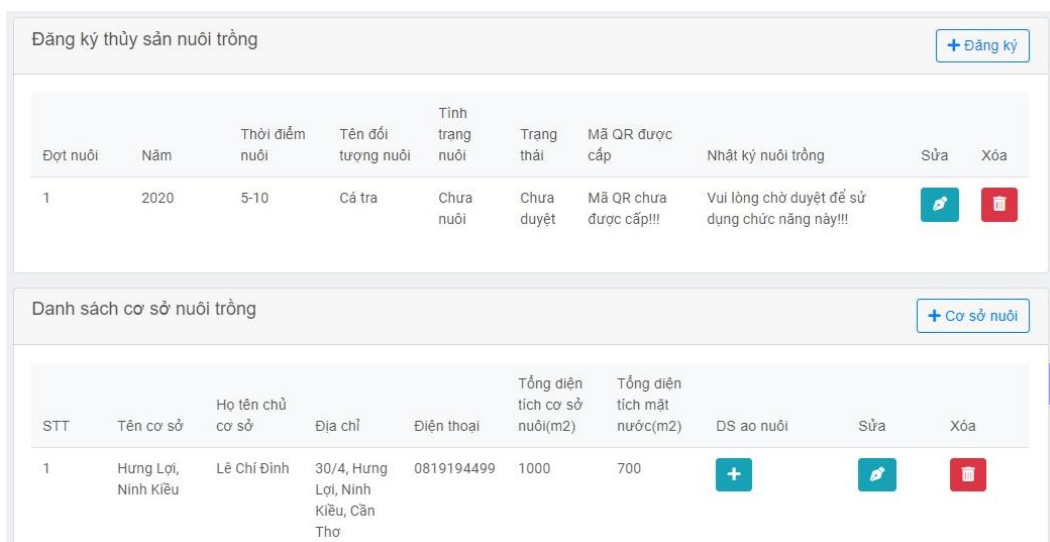 Đăng ký thủy sản nuôi trồng
+ Đăng ký
Đợt nuôi Năm Thời điểm nuôi Tên đối tượng nuôi Tình trạng nuôi Trạng thái Mã QR được cấp Nhật ký nuôi trồng Sửa Xóa
1 2020 5-10 Cá tra Chưa nuôi Chưa duyệt Mã QR chưa được cấp!!! Vui lòng chờ duyệt để sử dụng chức năng này!!!
Danh sách cơ sở nuôi trồng
+ Cơ sở nuôi
STT Tên cơ sở Họ tên chủ cơ sở Địa chỉ Điện thoại Tổng diện tích cơ sở nuôi(m2) Tổng diện tích mặt nước(m2) DS ao nuôi Sửa Xóa
1 Hưng Lợi, Ninh Kiều Lê Chí Đình 30/4, Hưng Lợi, Ninh Kiều, Cần Thơ 0819194499 1000 700